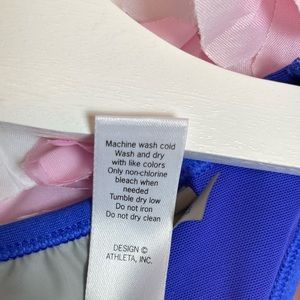 Machine wash cold
Wash and dry
with like colors
Only non-chlorine
bleach when
needed
Tumble dry low
Do not iron
Do not dry clean
DESIGN ©
ATHLETA, INC.